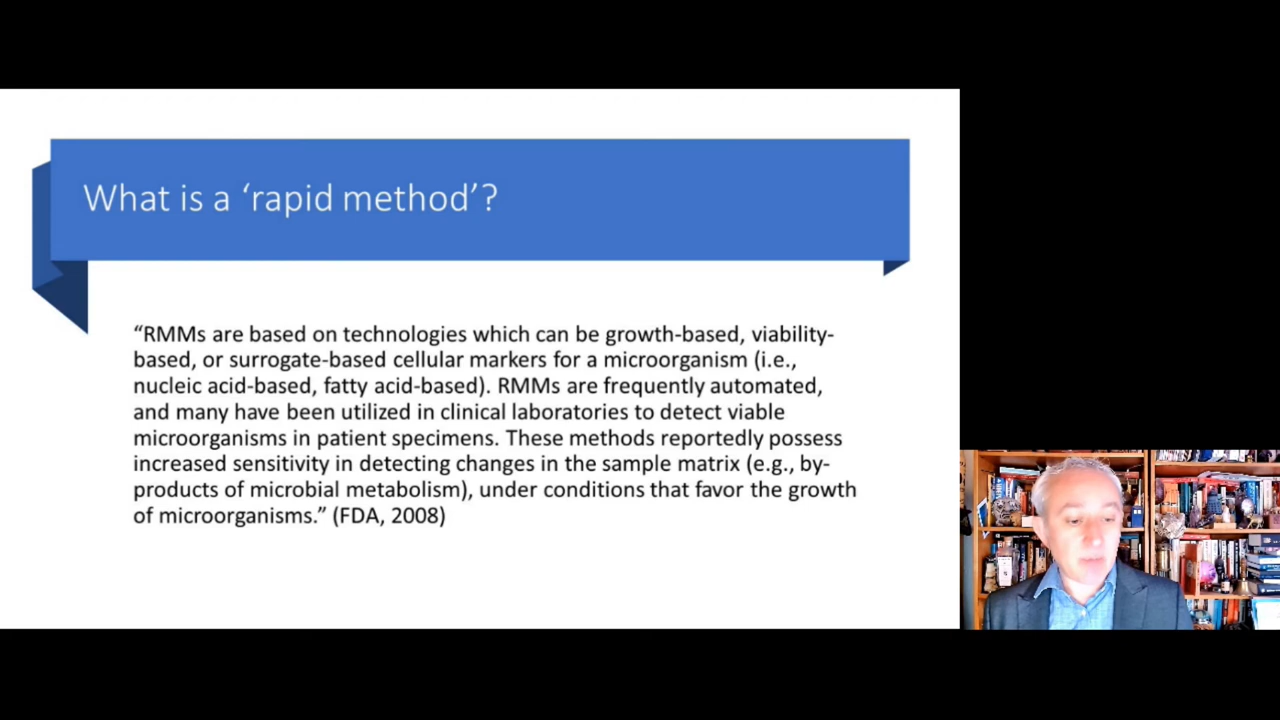 What is a ‘rapid method’?
“RMMs are based on technologies which can be growth-based, viability-
based, or surrogate-based cellular markers for a microorganism (i.e.,
nucleic acid-based, fatty acid-based). RMMs are frequently automated,
and many have been utilized in clinical laboratories to detect viable
microorganisms in patient specimens. These methods reportedly possess
increased sensitivity in detecting changes in the sample matrix (e.g., by-
products of microbial metabolism), under conditions that favor the growth
of microorganisms.” (FDA, 2008)